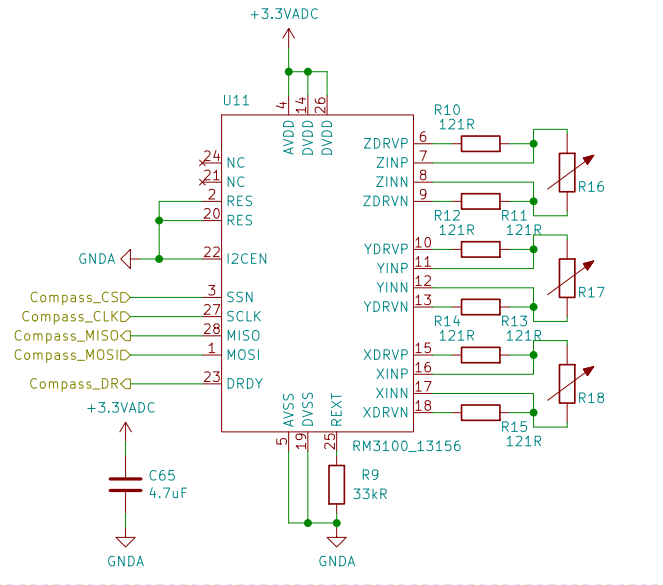 +3.3VADC
U11
4
14
26
AVDD
DVDD
DVDD
24 NC
21 NC
2 RES
20 RES
GNDA
22 I2CEN
Compass_CS 3 SSN
Compass_CLK 27 SCLK
Compass_MISO 28 MISO
Compass_MOSI 1 MOSI
Compass_DR 23 DRDY
ZDRVP 6
ZINP 7
ZINN 8
ZDRVN 9
YDRVP 10
YINP 11
YINN 12
YDRVN 13
XDRVP 15
XINP 16
XINN 17
XDRVN 18
R10
121R
R16
R12
121R
R11
121R
R17
R14
121R
R13
121R
R18
R15
121R
AVSS
DVSS
REXT
5
19
25
RM3100_13156
R9
33kR
GNDA
+3.3VADC
C65
4.7uF
GNDA